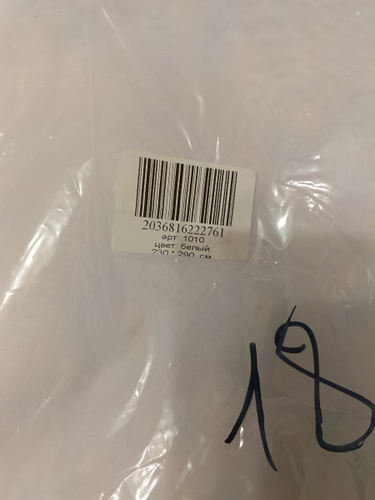 2036816222761
арт: 1010
цвет: белый
230 * 290 см
18